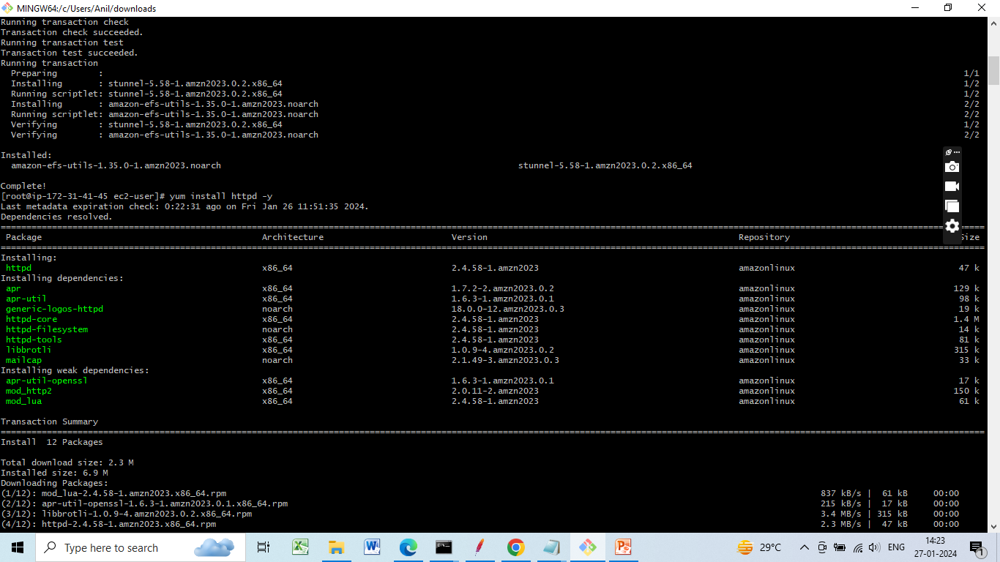 MINGW64:/c/Users/Anil/downloads
Running transaction check
Transaction check succeeded.
Running transaction test
Transaction test succeeded.
Running transaction
Preparing : 1/1
Installing : stunnel-5.58-1.amzn2023.0.2.x86_64 1/2
Running scriptlet: stunnel-5.58-1.amzn2023.0.2.x86_64 1/2
Installing : amazon-efs-utils-1.35.0-1.amzn2023.noarch 2/2
Running scriptlet: amazon-efs-utils-1.35.0-1.amzn2023.noarch 2/2
Verifying : stunnel-5.58-1.amzn2023.0.2.x86_64 1/2
Verifying : amazon-efs-utils-1.35.0-1.amzn2023.noarch 2/2
Installed:
amazon-efs-utils-1.35.0-1.amzn2023.noarch stunnel-5.58-1.amzn2023.0.2.x86_64
Complete!
[root@ip-172-31-41-45 ec2-user]# yum install httpd -y
Last metadata expiration check: 0:22:31 ago on Fri Jan 26 11:51:35 2024.
Dependencies resolved.
Package Architecture Version Repository Size
Installing:
httpd x86_64 2.4.58-1.amzn2023 amazonlinux 47 k
Installing dependencies:
apr x86_64 1.7.2-2.amzn2023.0.2 amazonlinux 129 k
apr-util x86_64 1.6.3-1.amzn2023.0.1 amazonlinux 98 k
generic-logos-httpd noarch 18.0.0-12.amzn2023.0.3 amazonlinux 19 k
httpd-core x86_64 2.4.58-1.amzn2023 amazonlinux 1.4 M
httpd-filesystem noarch 2.4.58-1.amzn2023 amazonlinux 14 k
httpd-tools x86_64 2.4.58-1.amzn2023 amazonlinux 81 k
libbrotli x86_64 1.0.9-4.amzn2023.0.2 amazonlinux 315 k
mailcap noarch 2.1.49-3.amzn2023.0.3 amazonlinux 33 k
Installing weak dependencies:
apr-util-openssl x86_64 1.6.3-1.amzn2023.0.1 amazonlinux 17 k
mod_http2 x86_64 2.0.11-2.amzn2023 amazonlinux 150 k
mod_lua x86_64 2.4.58-1.amzn2023 amazonlinux 61 k
Transaction Summary
Install 12 Packages
Total download size: 2.3 M
Installed size: 6.9 M
Downloading Packages:
(1/12): mod_lua-2.4.58-1.amzn2023.x86_64.rpm 837 kB/s | 61 kB 00:00
(2/12): apr-util-openssl-1.6.3-1.amzn2023.0.1.x86_64.rpm 215 kB/s | 17 kB 00:00
(3/12): libbrotli-1.0.9-4.amzn2023.0.2.x86_64.rpm 3.4 MB/s | 315 kB 00:00
(4/12): httpd-2.4.58-1.amzn2023.x86_64.rpm 2.3 MB/s | 47 kB 00:00
Type here to search
29°C
ENG
14:23
27-01-2024
1